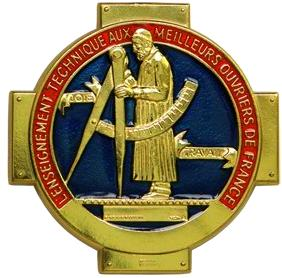 L'ENSEIGNEMENT TECHNIQUE AUX MEILLEURS OUVRIERS DE FRANCE
LOIS
TRAVAIL